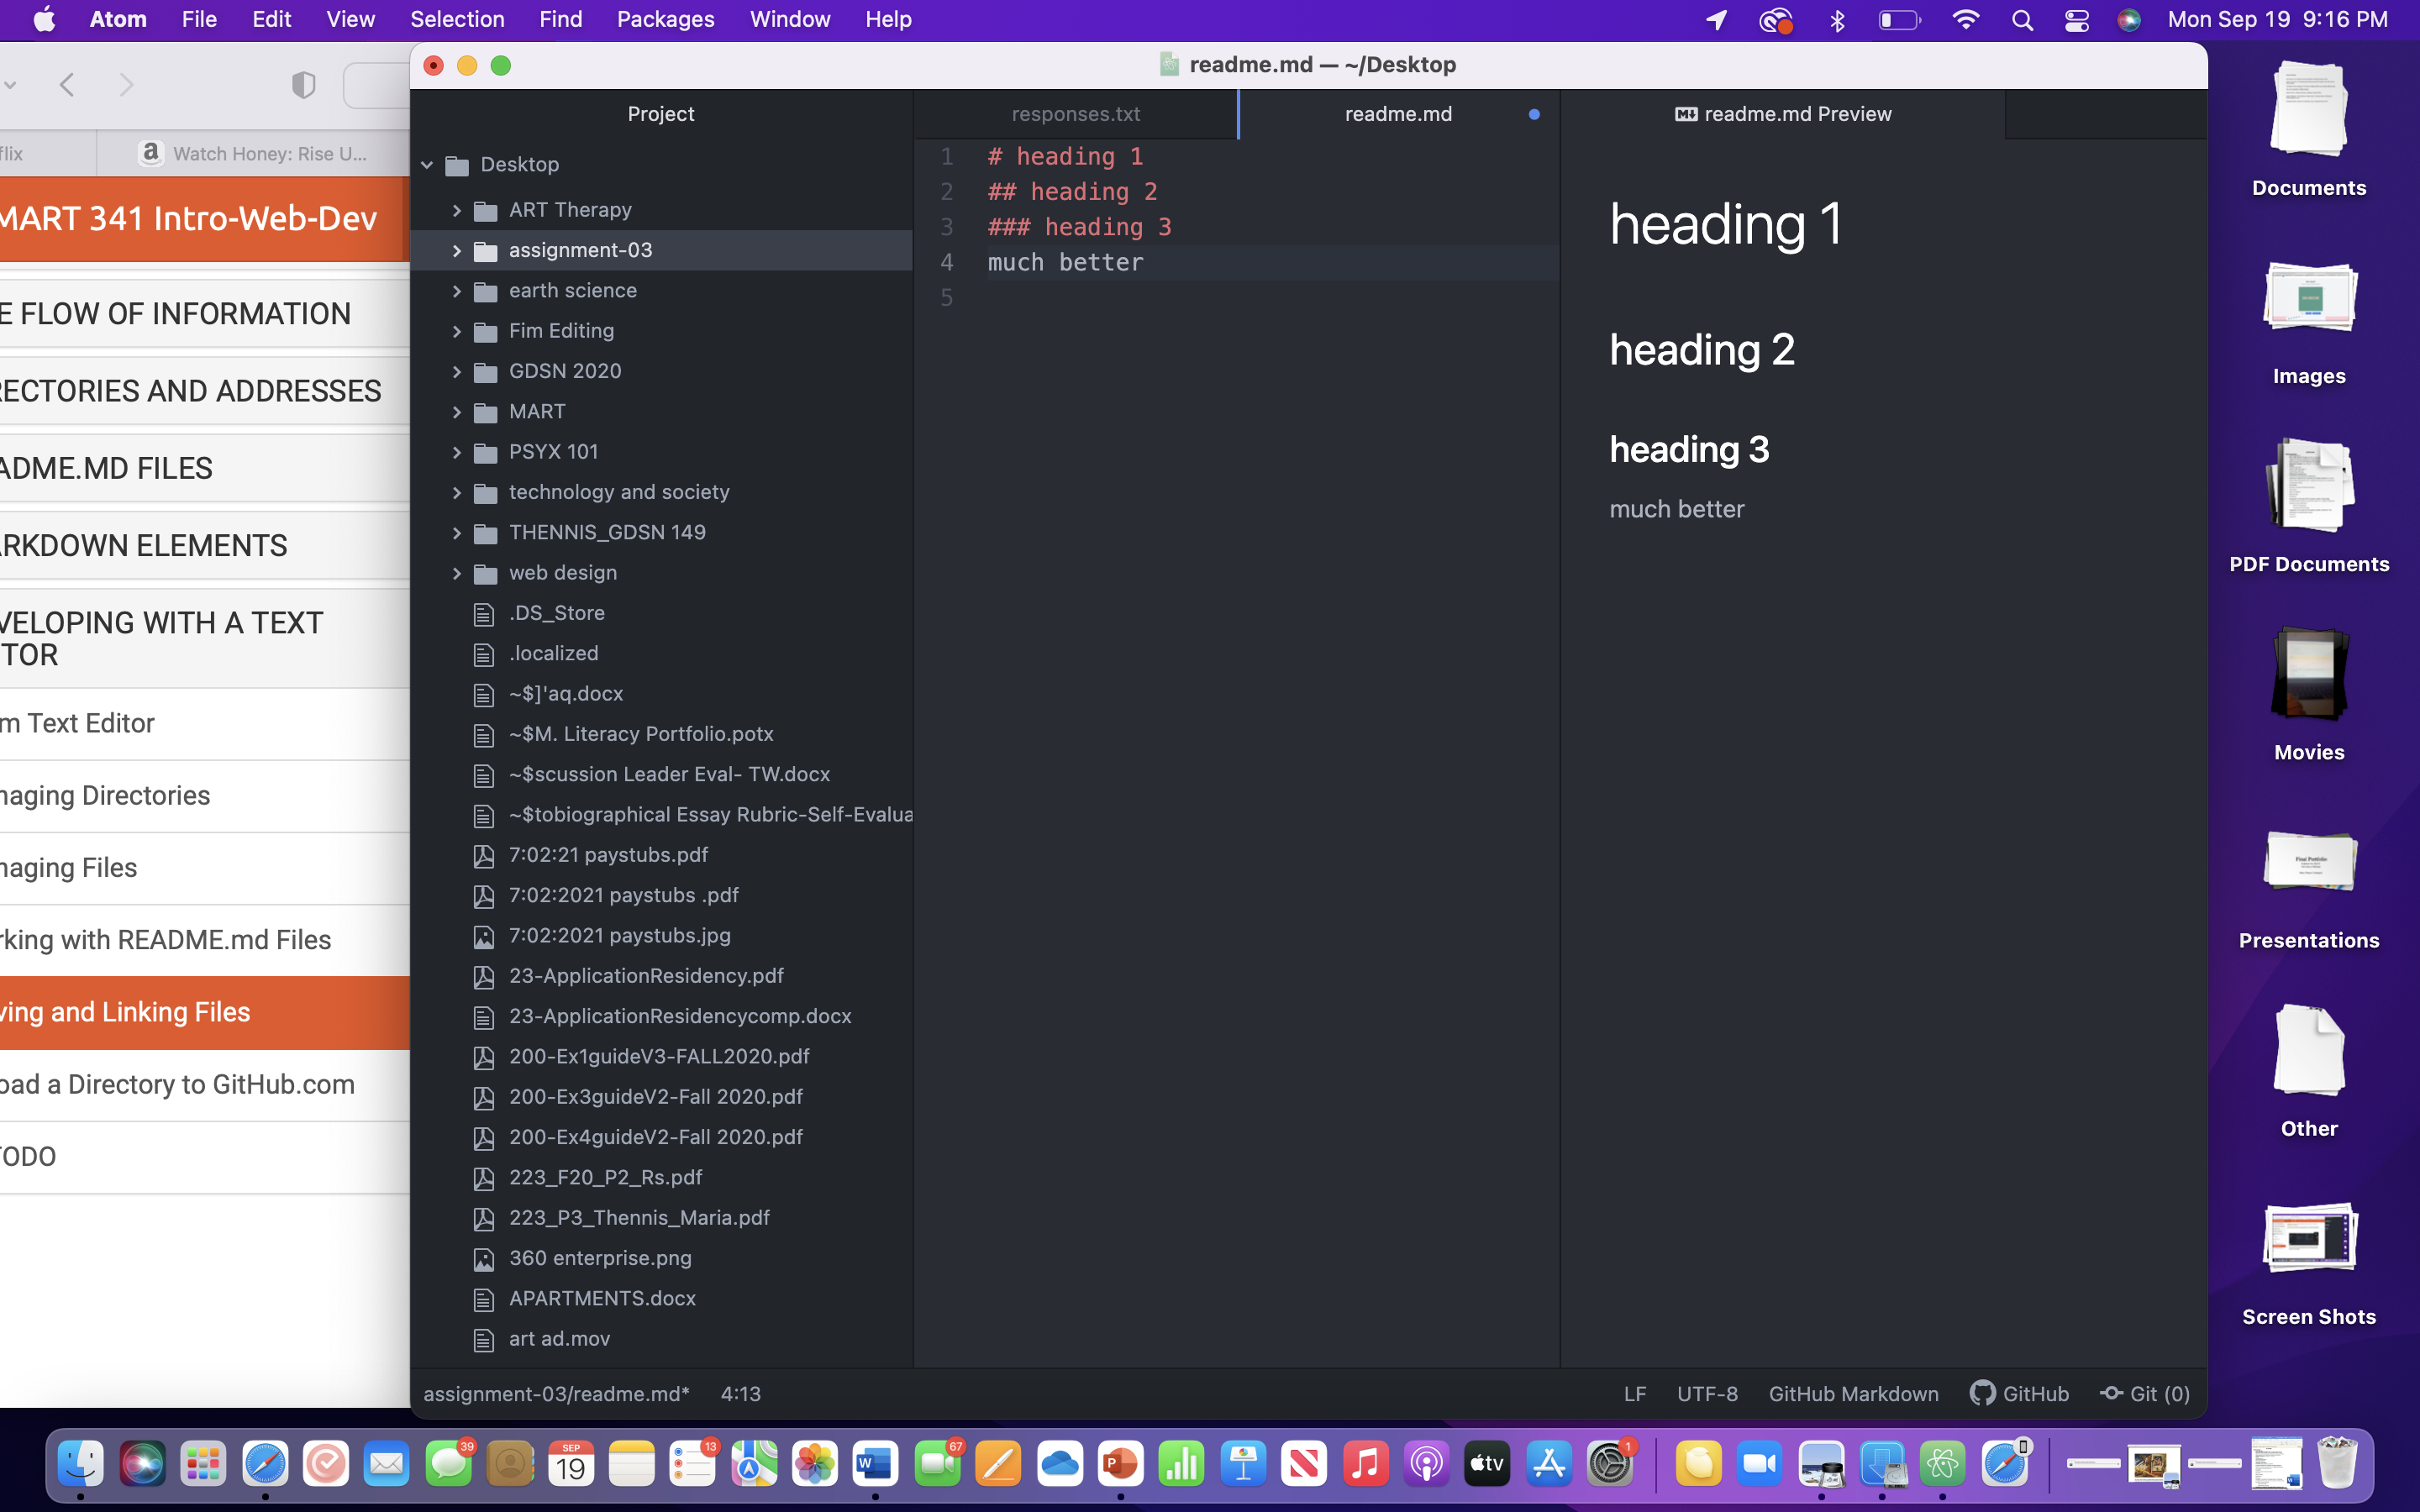 Atom File Edit View Selection Find Packages Window Help Mon Sep 19 9:16 PM
flix
a Watch Honey: Rise U...
MART 341 Intro-Web-Dev
E FLOW OF INFORMATION
RECTORIES AND ADDRESSES
ADME.MD FILES
ARKDOWN ELEMENTS
VELOPING WITH A TEXT
TOR
m Text Editor
naging Directories
naging Files
rking with README.md Files
ving and Linking Files
oad a Directory to GitHub.com
TODO
readme.md — ~/Desktop
Project
Desktop
ART Therapy
assignment-03
earth science
Fim Editing
GDSN 2020
MART
PSYX 101
technology and society
THENNIS_GDSN 149
web design
.DS_Store
.localized
~$]'aq.docx
~$M. Literacy Portfolio.potx
~$scussion Leader Eval- TW.docx
~$tobiographical Essay Rubric-Self-Evalua
7:02:21 paystubs.pdf
7:02:2021 paystubs .pdf
7:02:2021 paystubs.jpg
23-ApplicationResidency.pdf
23-ApplicationResidencycomp.docx
200-Ex1guideV3-FALL2020.pdf
200-Ex3guideV2-Fall 2020.pdf
200-Ex4guideV2-Fall 2020.pdf
223_F20_P2_Rs.pdf
223_P3_Thennis_Maria.pdf
360 enterprise.png
APARTMENTS.docx
art ad.mov
responses.txt
readme.md
1 # heading 1
2 ## heading 2
3 ### heading 3
4 much better
5
readme.md Preview
heading 1
heading 2
heading 3
much better
assignment-03/readme.md* 4:13
LF UTF-8 GitHub Markdown GitHub Git (0)
Documents
Images
PDF Documents
Movies
Presentations
Other
Screen Shots
39
SEP
19
13
W
67
P
tv
1